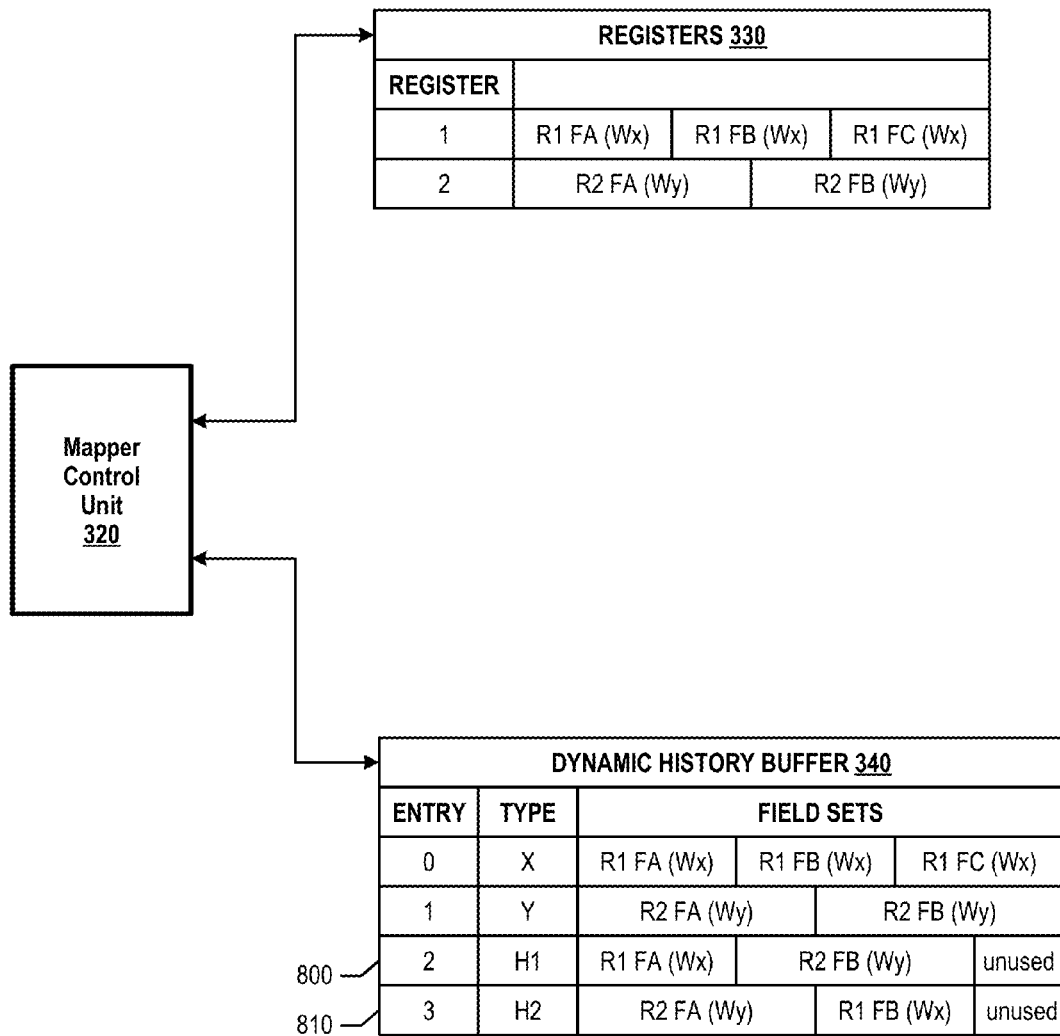 REGISTERS 330
REGISTER
1 R1 FA (Wx) R1 FB (Wx) R1 FC (Wx)
2 R2 FA (Wy) R2 FB (Wy)
Mapper
Control
Unit
320
DYNAMIC HISTORY BUFFER 340
ENTRY TYPE FIELD SETS
0 X R1 FA (Wx) R1 FB (Wx) R1 FC (Wx)
1 Y R2 FA (Wy) R2 FB (Wy)
800 2 H1 R1 FA (Wx) R2 FB (Wy) unused
810 3 H2 R2 FA (Wy) R1 FB (Wx) unused